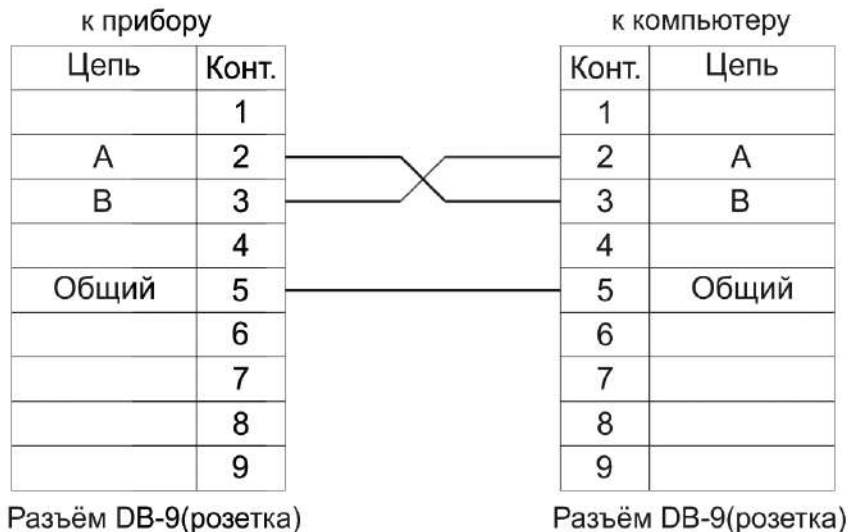 к прибору к компьютеру
Цепь Конт. Конт. Цепь
1 1
А 2 2 А
В 3 3 В
4 4
Общий 5 5 Общий
6 6
7 7
8 8
9 9
Разъём DB-9(розетка) Разъём DB-9(розетка)